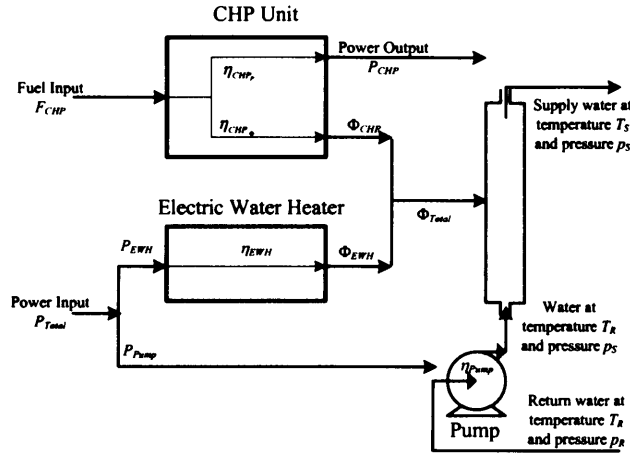 CHP Unit
Power Output
P_CHP
Fuel Input
F_CHP
η_CHP_P
η_CHP_Φ
Φ_CHP
Supply water at
temperature T_S
and pressure p_S
Electric Water Heater
Φ_Total
P_EWH
η_EWH
Φ_EWH
Power Input
P_Total
Water at
temperature T_R
and pressure p_S
P_Pump
η_Pump
Pump
Return water at
temperature T_R
and pressure p_R